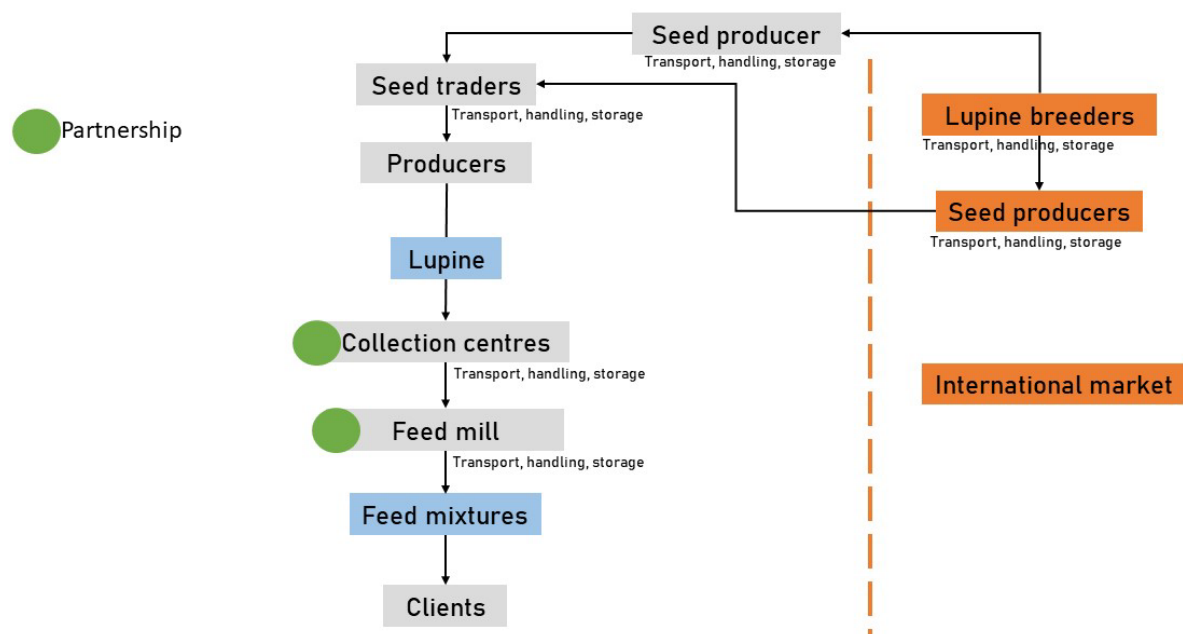 Seed producer
Transport, handling, storage
Seed traders
Transport, handling, storage
Lupine breeders
Transport, handling, storage
Partnership
Producers
Seed producers
Transport, handling, storage
Lupine
Collection centres
Transport, handling, storage
International market
Feed mill
Transport, handling, storage
Feed mixtures
Clients